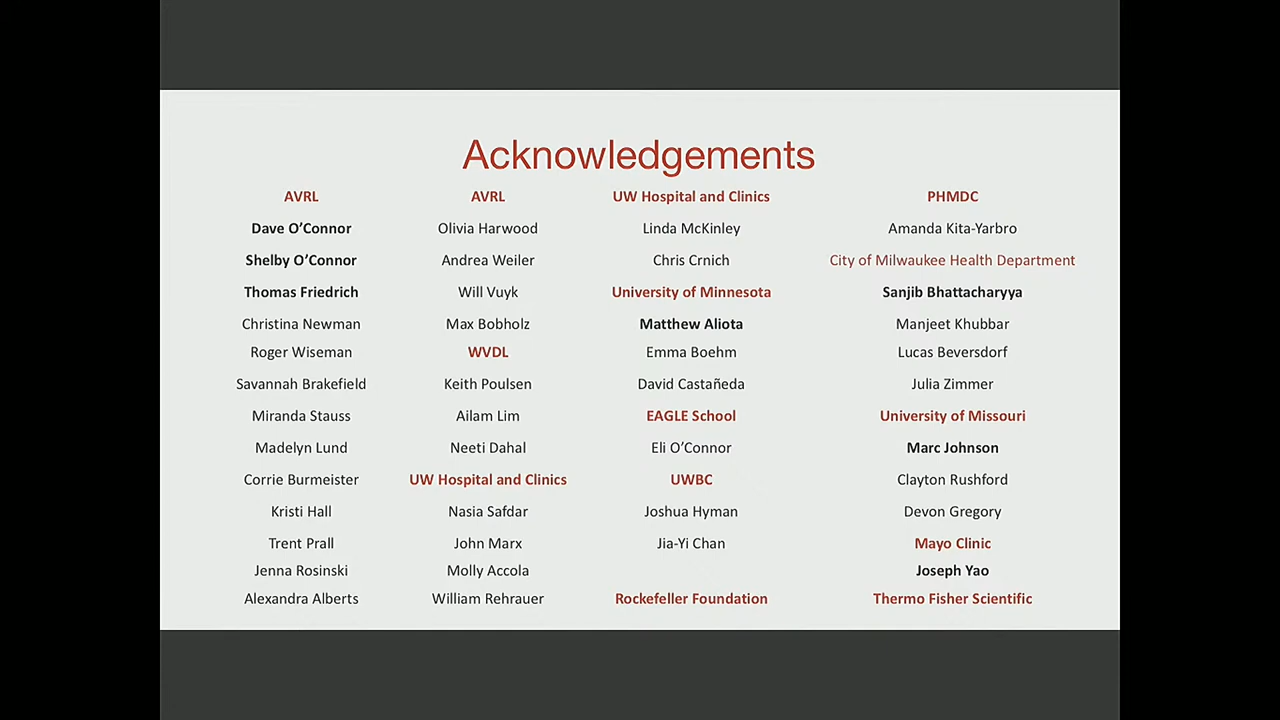 Acknowledgements
AVRL AVRL UW Hospital and Clinics PHMDC
Dave O’Connor Olivia Harwood Linda McKinley Amanda Kita-Yarbro
Shelby O’Connor Andrea Weiler Chris Crnich City of Milwaukee Health Department
Thomas Friedrich Will Vuyk University of Minnesota Sanjib Bhattacharyya
Christina Newman Max Bobholz Matthew Aliota Manjeet Khubbar
Roger Wiseman WVDL Emma Boehm Lucas Beversdorf
Savannah Brakefield Keith Poulsen David Castañeda Julia Zimmer
Miranda Stauss Ailam Lim EAGLE School University of Missouri
Madelyn Lund Neeti Dahal Eli O’Connor Marc Johnson
Corrie Burmeister UW Hospital and Clinics UWBC Clayton Rushford
Kristi Hall Nasia Safdar Joshua Hyman Devon Gregory
Trent Prall John Marx Jia-Yi Chan Mayo Clinic
Jenna Rosinski Molly Accola Joseph Yao
Alexandra Alberts William Rehrauer Rockefeller Foundation Thermo Fisher Scientific